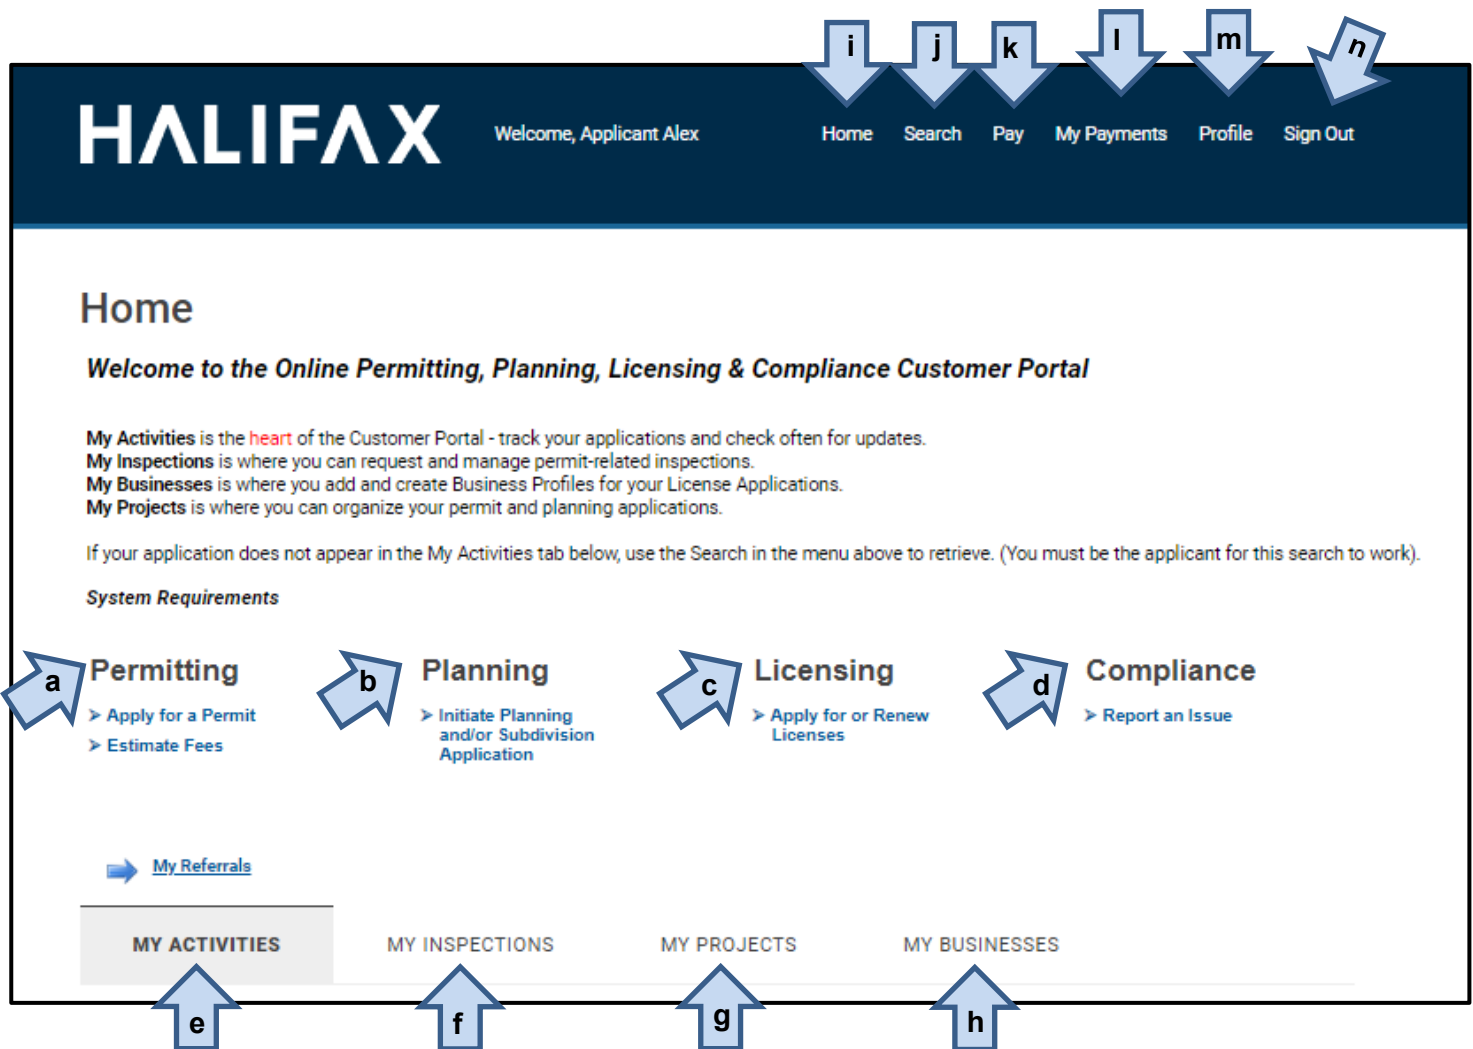 i j k l m n
HALIFAX
Welcome, Applicant Alex
Home Search Pay My Payments Profile Sign Out
Home
Welcome to the Online Permitting, Planning, Licensing & Compliance Customer Portal
My Activities is the heart of the Customer Portal - track your applications and check often for updates.
My Inspections is where you can request and manage permit-related inspections.
My Businesses is where you add and create Business Profiles for your License Applications.
My Projects is where you can organize your permit and planning applications.
If your application does not appear in the My Activities tab below, use the Search in the menu above to retrieve. (You must be the applicant for this search to work).
System Requirements
a Permitting
➤ Apply for a Permit
➤ Estimate Fees
b Planning
➤ Initiate Planning
and/or Subdivision
Application
c Licensing
➤ Apply for or Renew
Licenses
d Compliance
➤ Report an Issue
My Referrals
MY ACTIVITIES MY INSPECTIONS MY PROJECTS MY BUSINESSES
e f g h